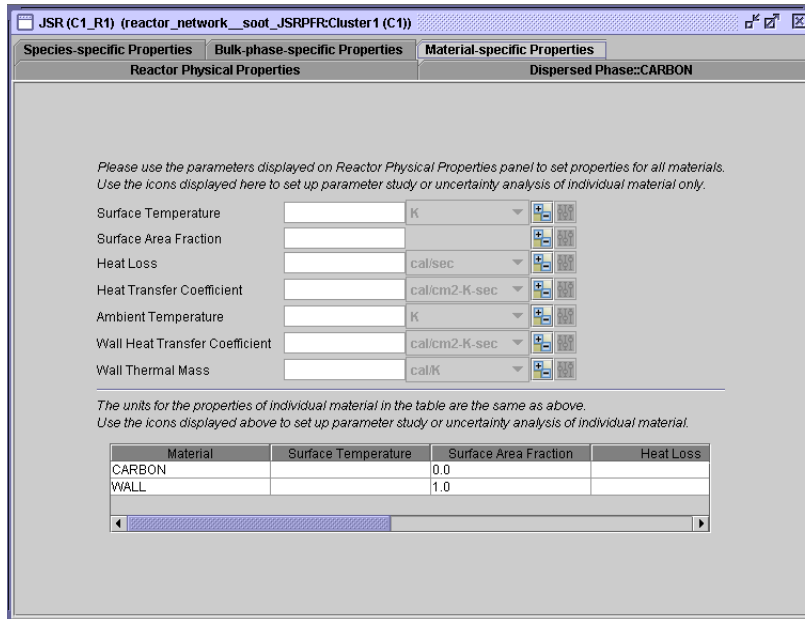 JSR (C1_R1) (reactor_network__soot_JSRPFR:Cluster1 (C1))
Species-specific Properties Bulk-phase-specific Properties Material-specific Properties
Reactor Physical Properties Dispersed Phase::CARBON
Please use the parameters displayed on Reactor Physical Properties panel to set properties for all materials.
Use the icons displayed here to set up parameter study or uncertainty analysis of individual material only.
Surface Temperature K
Surface Area Fraction
Heat Loss cal/sec
Heat Transfer Coefficient cal/cm2-K-sec
Ambient Temperature K
Wall Heat Transfer Coefficient cal/cm2-K-sec
Wall Thermal Mass cal/K
The units for the properties of individual material in the table are the same as above.
Use the icons displayed above to set up parameter study or uncertainty analysis of individual material.
Material Surface Temperature Surface Area Fraction Heat Loss
CARBON 0.0
WALL 1.0